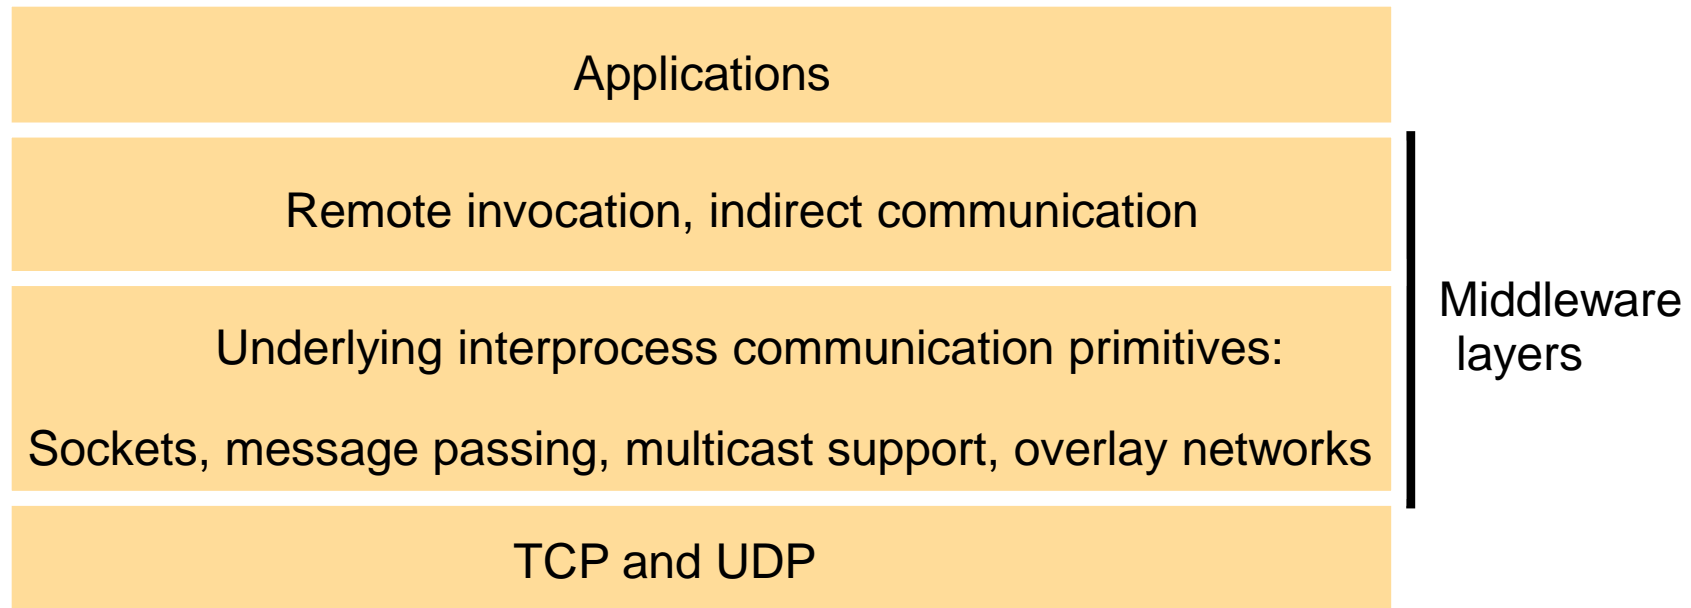 Applications
Remote invocation, indirect communication
Underlying interprocess communication primitives:
Sockets, message passing, multicast support, overlay networks
TCP and UDP
Middleware
layers